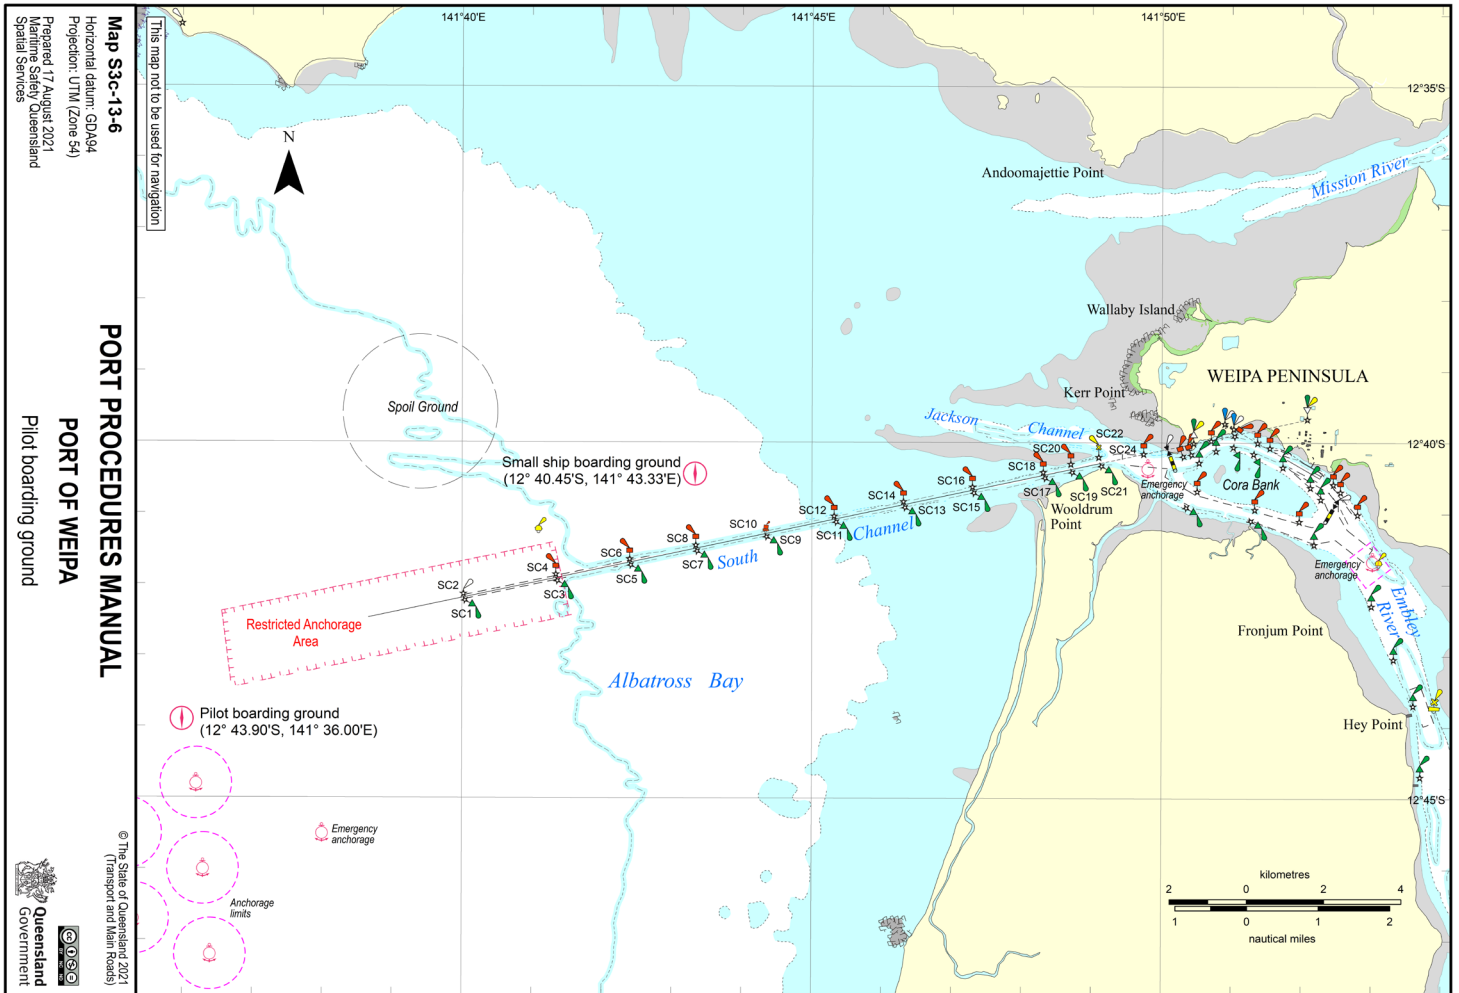 Map S3c-13-6
Horizontal datum: GDA94
Projection: UTM (Zone 54)
Prepared 17 August 2021
Maritime Safety Queensland
Spatial Services
PORT PROCEDURES MANUAL
PORT OF WEIPA
Pilot boarding ground
© The State of Queensland 2021
(Transport and Main Roads)
Queensland
Government
This map not to be used for navigation
141°40'E
141°45'E
141°50'E
12°35'S
12°40'S
12°45'S
N
Andoomajettie Point
Mission River
Wallaby Island
WEIPA PENINSULA
Kerr Point
Jackson
Channel
Spoil Ground
Small ship boarding ground
(12° 40.45'S, 141° 43.33'E)
SC22
SC20
SC24
SC18
SC16
SC14
SC12
SC10
SC8
SC6
SC4
SC2
SC21
SC19
SC17
SC15
SC13
SC11
SC9
SC7
SC5
SC3
SC1
Emergency
anchorage
Cora Bank
Wooldrum
Point
Channel
South
Restricted Anchorage
Area
Emergency
anchorage
Embley
River
Fronjum Point
Albatross Bay
Pilot boarding ground
(12° 43.90'S, 141° 36.00'E)
Hey Point
Emergency
anchorage
Anchorage
limits
kilometres
2 0 2 4
1 0 1 2
nautical miles